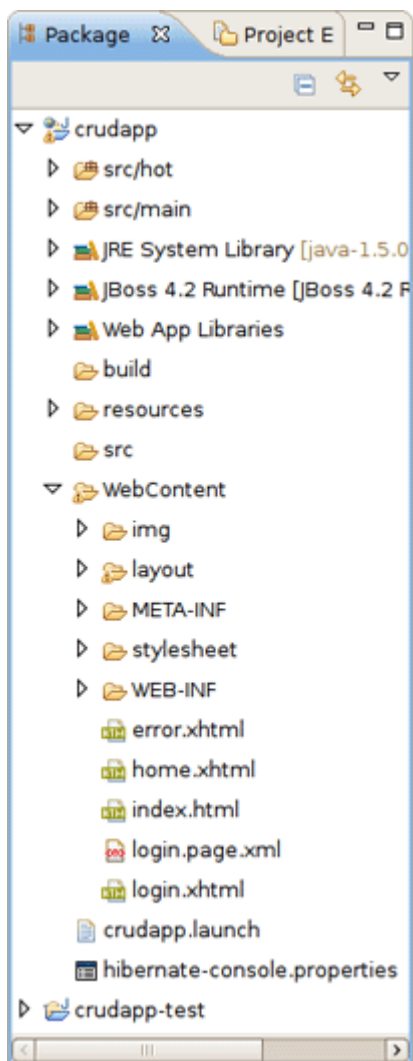 Package Project E
crudapp
src/hot
src/main
JRE System Library [java-1.5.0
JBoss 4.2 Runtime [JBoss 4.2 R
Web App Libraries
build
resources
src
WebContent
img
layout
META-INF
stylesheet
WEB-INF
error.xhtml
home.xhtml
index.html
login.page.xml
login.xhtml
crudapp.launch
hibernate-console.properties
crudapp-test